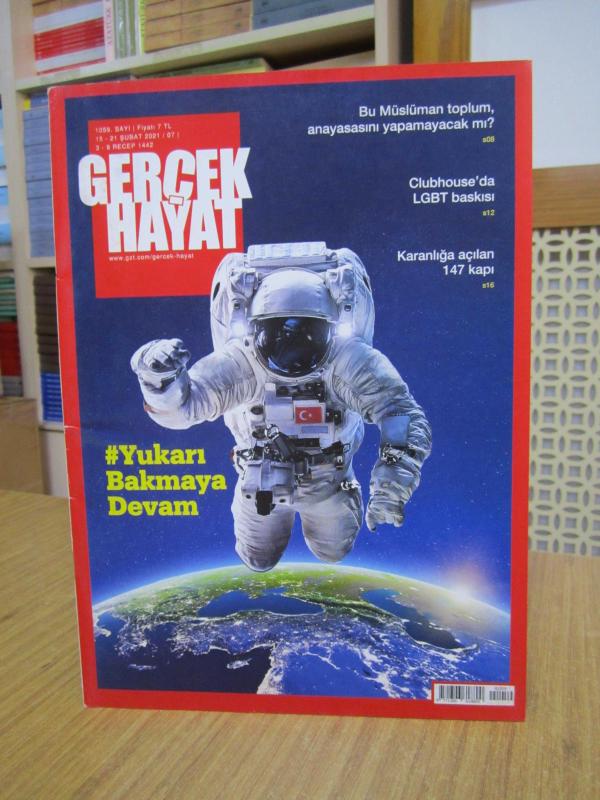 1059. SAYI | Fiyatı 7 TL
15 - 21 ŞUBAT 2021 / 07 |
3 - 9 RECEP 1442
GERÇEK
HAYAT
www.gzt.com/gercek-hayat
Bu Müslüman toplum,
anayasasını yapamayacak mı?
s08
Clubhouse'da
LGBT baskısı
s12
Karanlığa açılan
147 kapı
s16
#Yukarı
Bakmaya
Devam